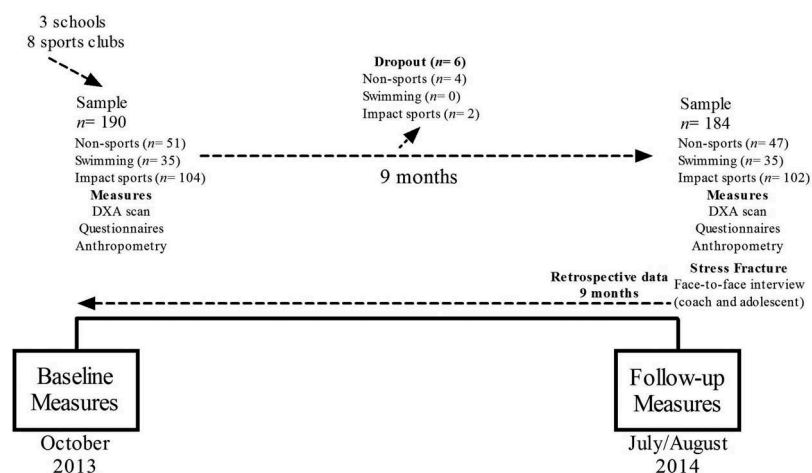 3 schools
8 sports clubs
Sample
n= 190
Non-sports (n= 51)
Swimming (n= 35)
Impact sports (n= 104)
Measures
DXA scan
Questionnaires
Anthropometry
Dropout (n= 6)
Non-sports (n= 4)
Swimming (n= 0)
Impact sports (n= 2)
9 months
Sample
n= 184
Non-sports (n= 47)
Swimming (n= 35)
Impact sports (n= 102)
Measures
DXA scan
Questionnaires
Anthropometry
Stress Fracture
Face-to-face interview
(coach and adolescent)
Retrospective data
9 months
Baseline
Measures
October
2013
Follow-up
Measures
July/August
2014